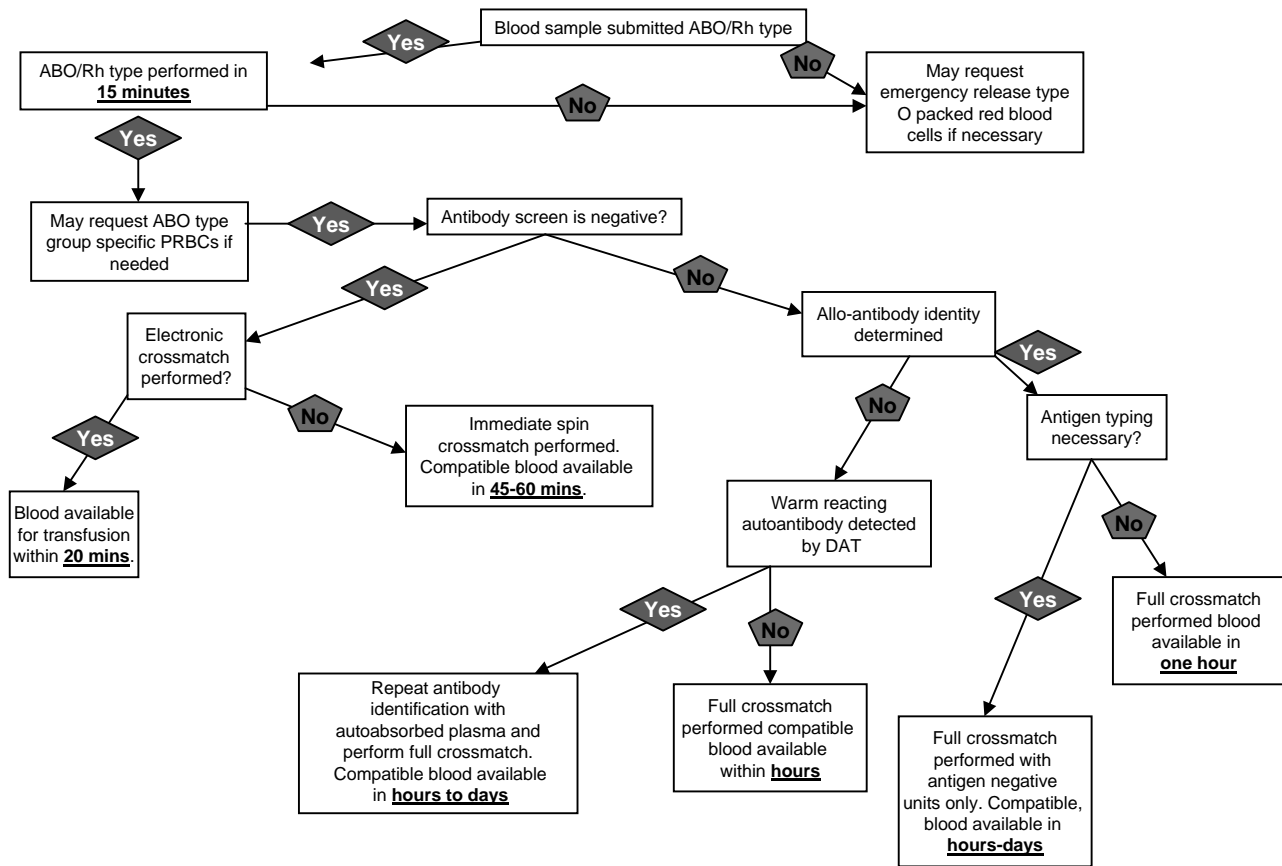 Blood sample submitted ABO/Rh type
Yes
No
ABO/Rh type performed in
15 minutes
No
May request
emergency release type
O packed red blood
cells if necessary
Yes
May request ABO type
group specific PRBCs if
needed
Yes
Antibody screen is negative?
Yes
No
Electronic
crossmatch
performed?
Allo-antibody identity
determined
Yes
No
No
Yes
Immediate spin
crossmatch performed.
Compatible blood available
in 45-60 mins.
Antigen typing
necessary?
Blood available
for transfusion
within 20 mins.
Warm reacting
autoantibody detected
by DAT
No
Yes
Yes
No
Full crossmatch
performed blood
available in
one hour
Repeat antibody
identification with
autoabsorbed plasma and
perform full crossmatch.
Compatible blood available
in hours to days
Full crossmatch
performed compatible
blood available
within hours
Full crossmatch
performed with
antigen negative
units only. Compatible,
blood available in
hours-days